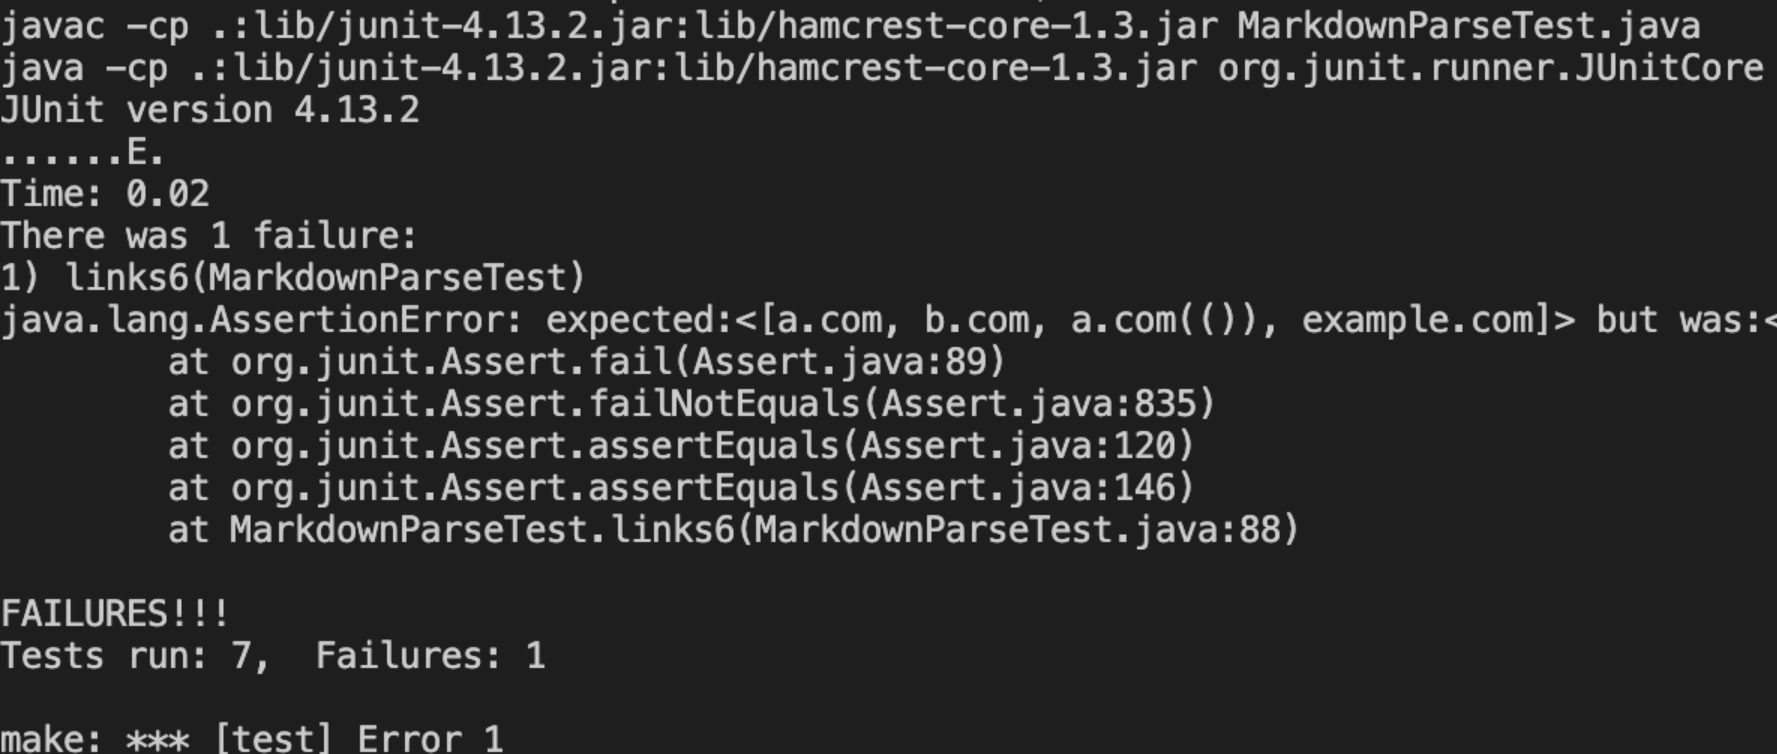 javac -cp .:lib/junit-4.13.2.jar:lib/hamcrest-core-1.3.jar MarkdownParseTest.java
java -cp .:lib/junit-4.13.2.jar:lib/hamcrest-core-1.3.jar org.junit.runner.JUnitCore
JUnit version 4.13.2
......E.
Time: 0.02
There was 1 failure:
1) links6(MarkdownParseTest)
java.lang.AssertionError: expected:<[a.com, b.com, a.com(()), example.com]> but was:<
at org.junit.Assert.fail(Assert.java:89)
at org.junit.Assert.failNotEquals(Assert.java:835)
at org.junit.Assert.assertEquals(Assert.java:120)
at org.junit.Assert.assertEquals(Assert.java:146)
at MarkdownParseTest.links6(MarkdownParseTest.java:88)
FAILURES!!!
Tests run: 7,  Failures: 1
make: *** [test] Error 1